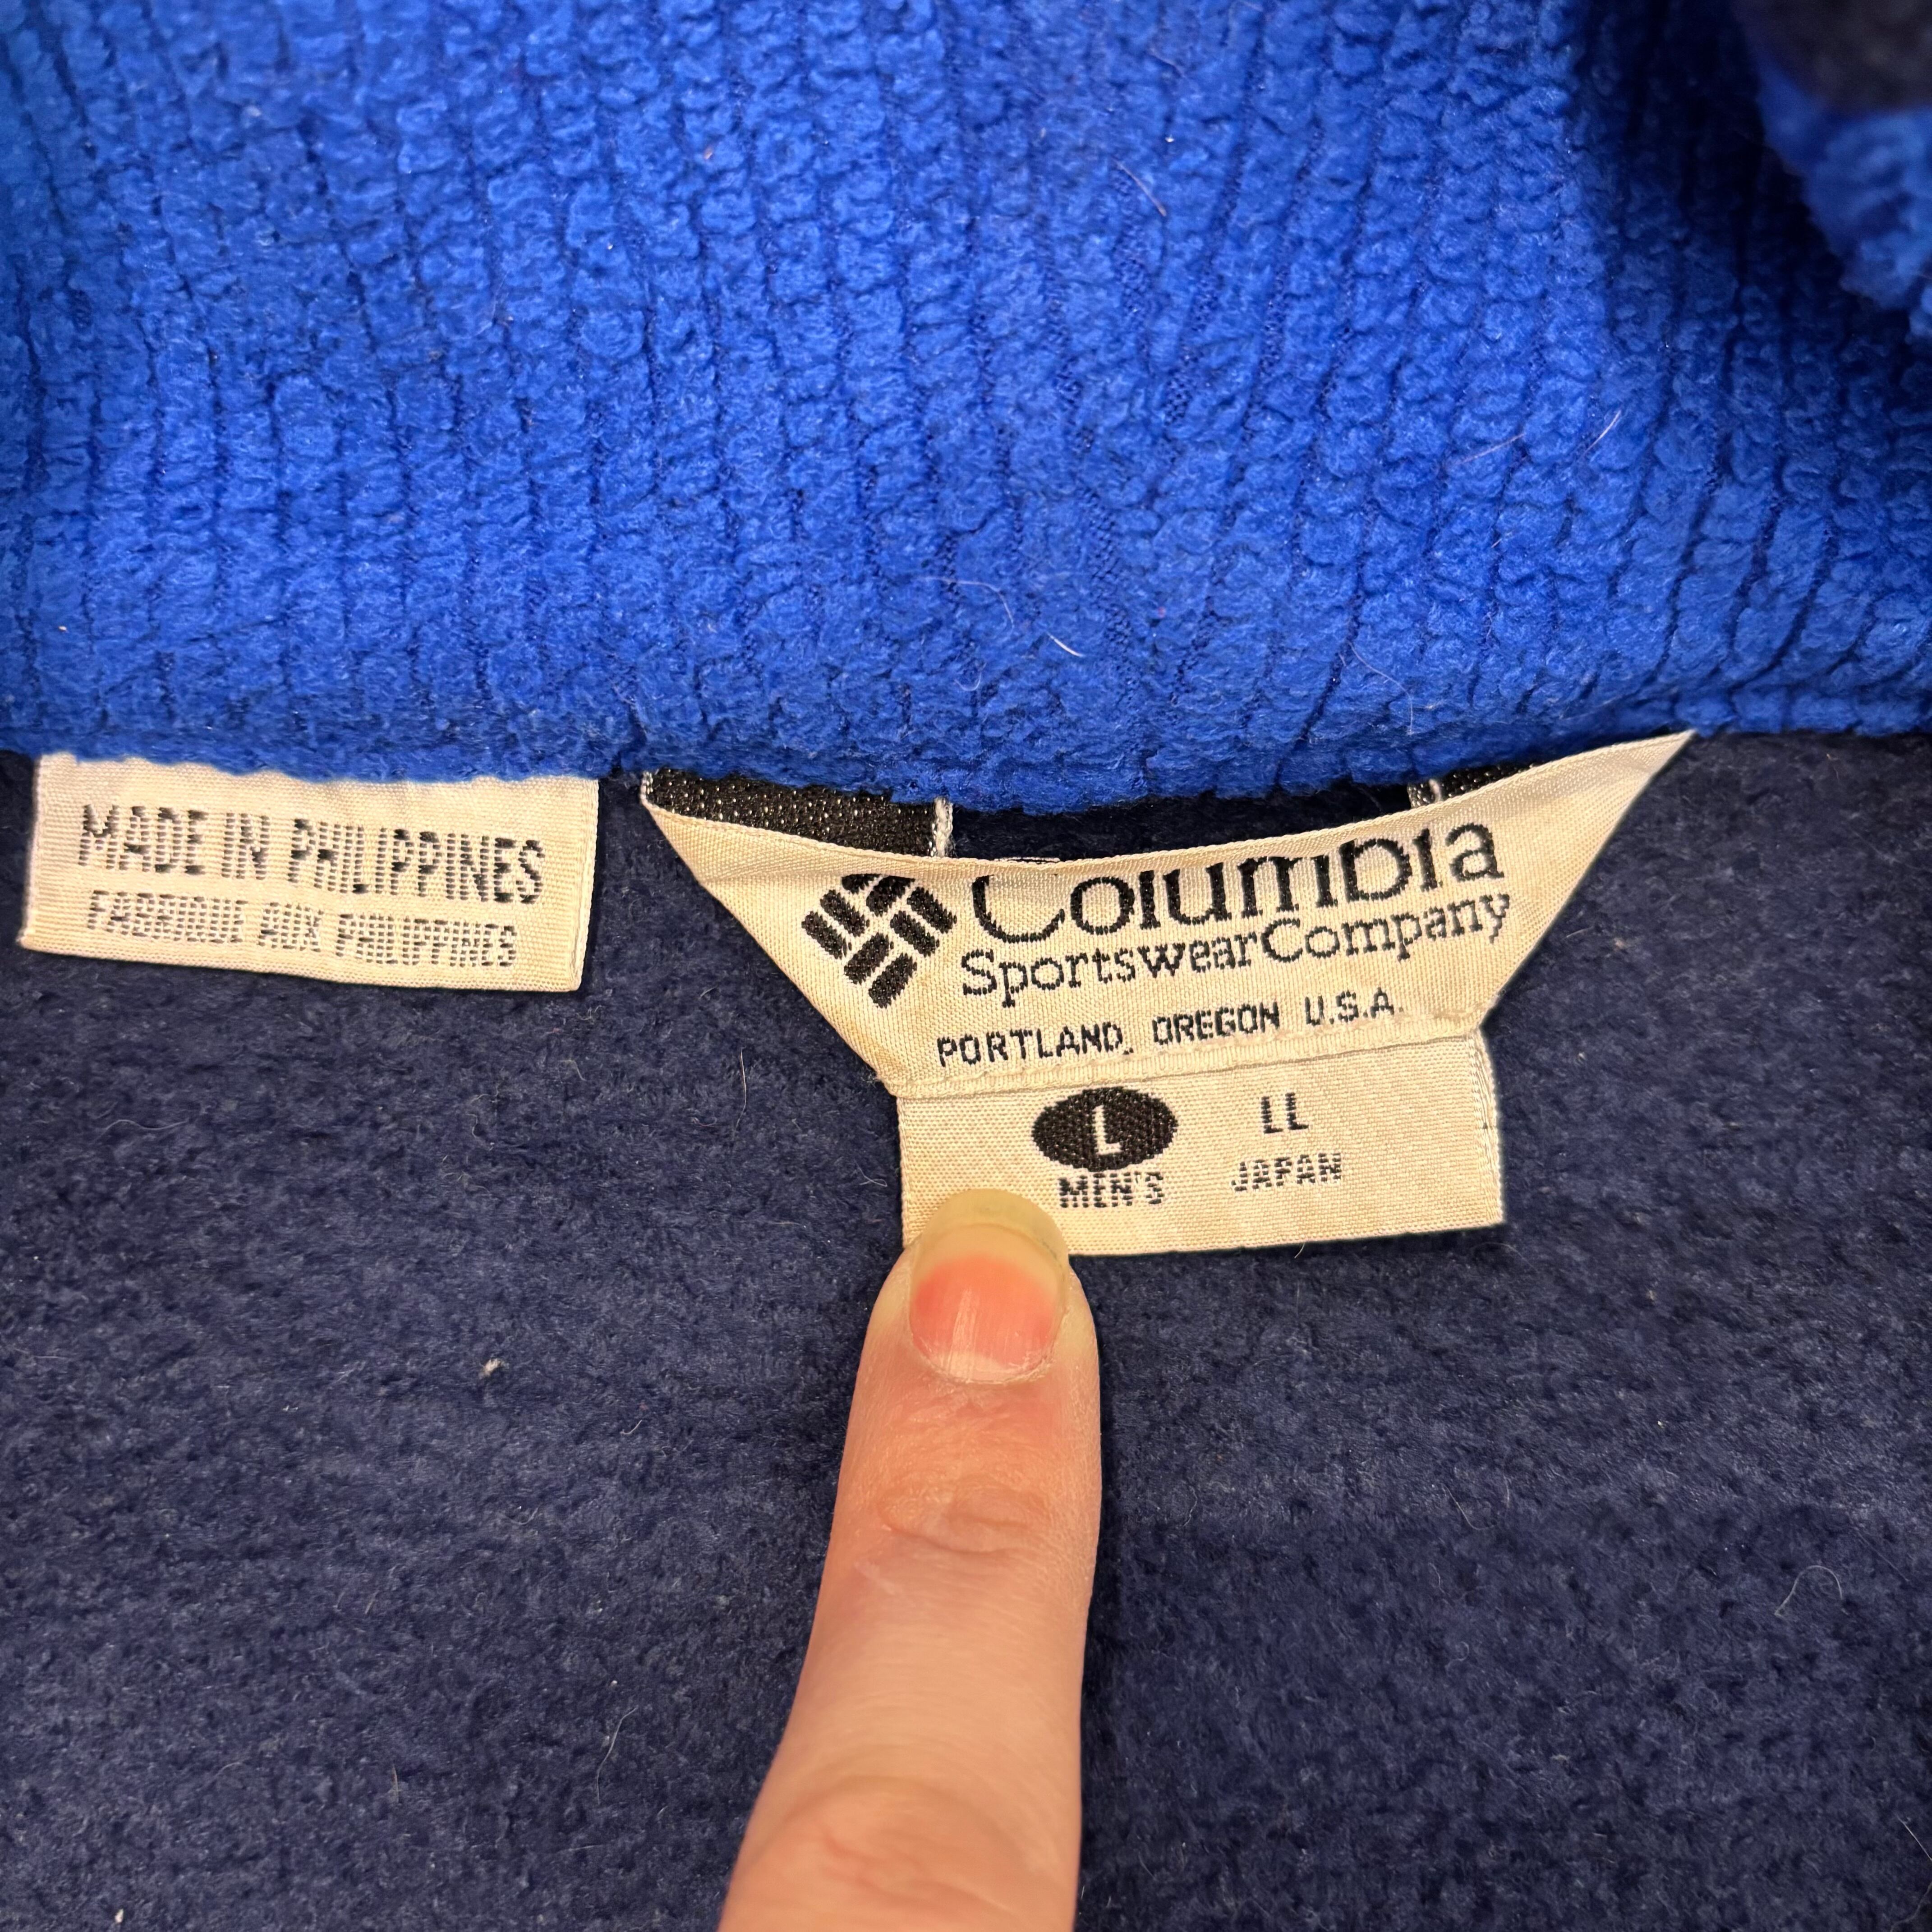 MADE IN PHILIPPINES
FABRIQUE AUX PHILIPPINES
Columbia
SportswearCompany
PORTLAND, OREGON U.S.A.
L LL
MEN'S JAPAN